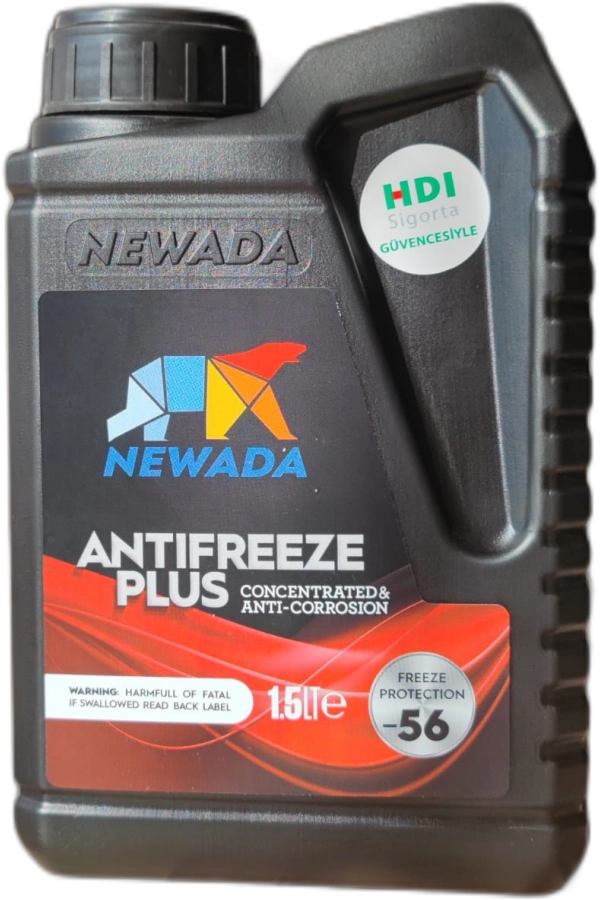 NEWADA
HDI
Sigorta
GÜVENCESİYLE
NEWADA
ANTIFREEZE
PLUS
CONCENTRATED &
ANTI-CORROSION
WARNING: HARMFULL OF FATAL
IF SWALLOWED READ BACK LABEL
1.5LTe
FREEZE
PROTECTION
-56